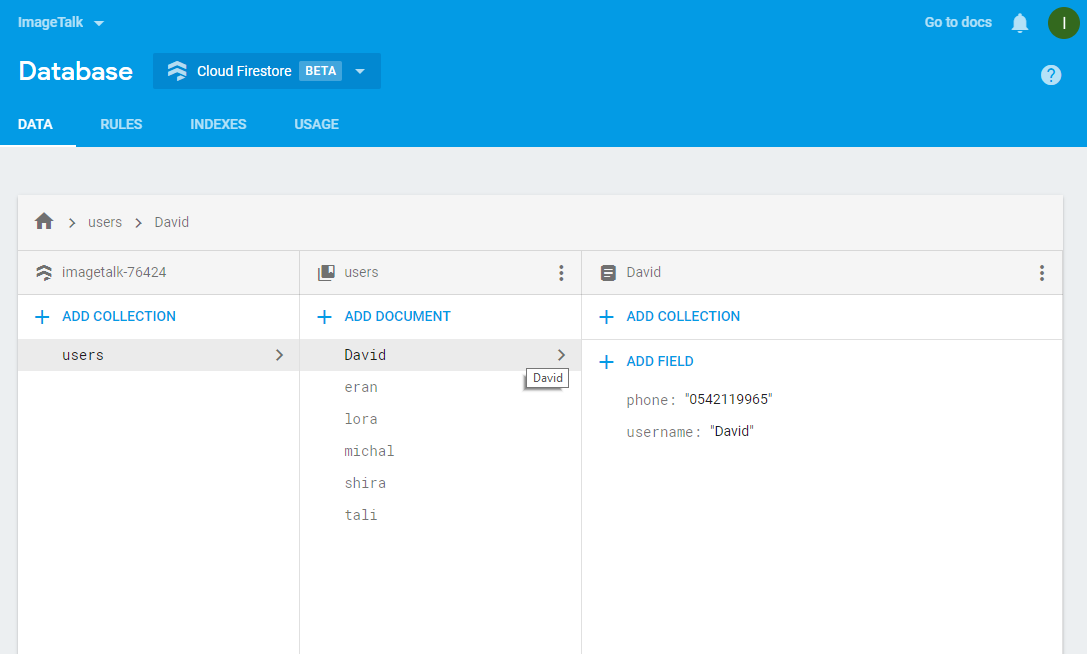 ImageTalk
Go to docs
I
Database
Cloud Firestore BETA
?
DATA RULES INDEXES USAGE
users David
imagetalk-76424
users
David
ADD COLLECTION
ADD DOCUMENT
ADD COLLECTION
users
David
David
eran
lora
michal
shira
tali
ADD FIELD
phone: "0542119965"
username: "David"